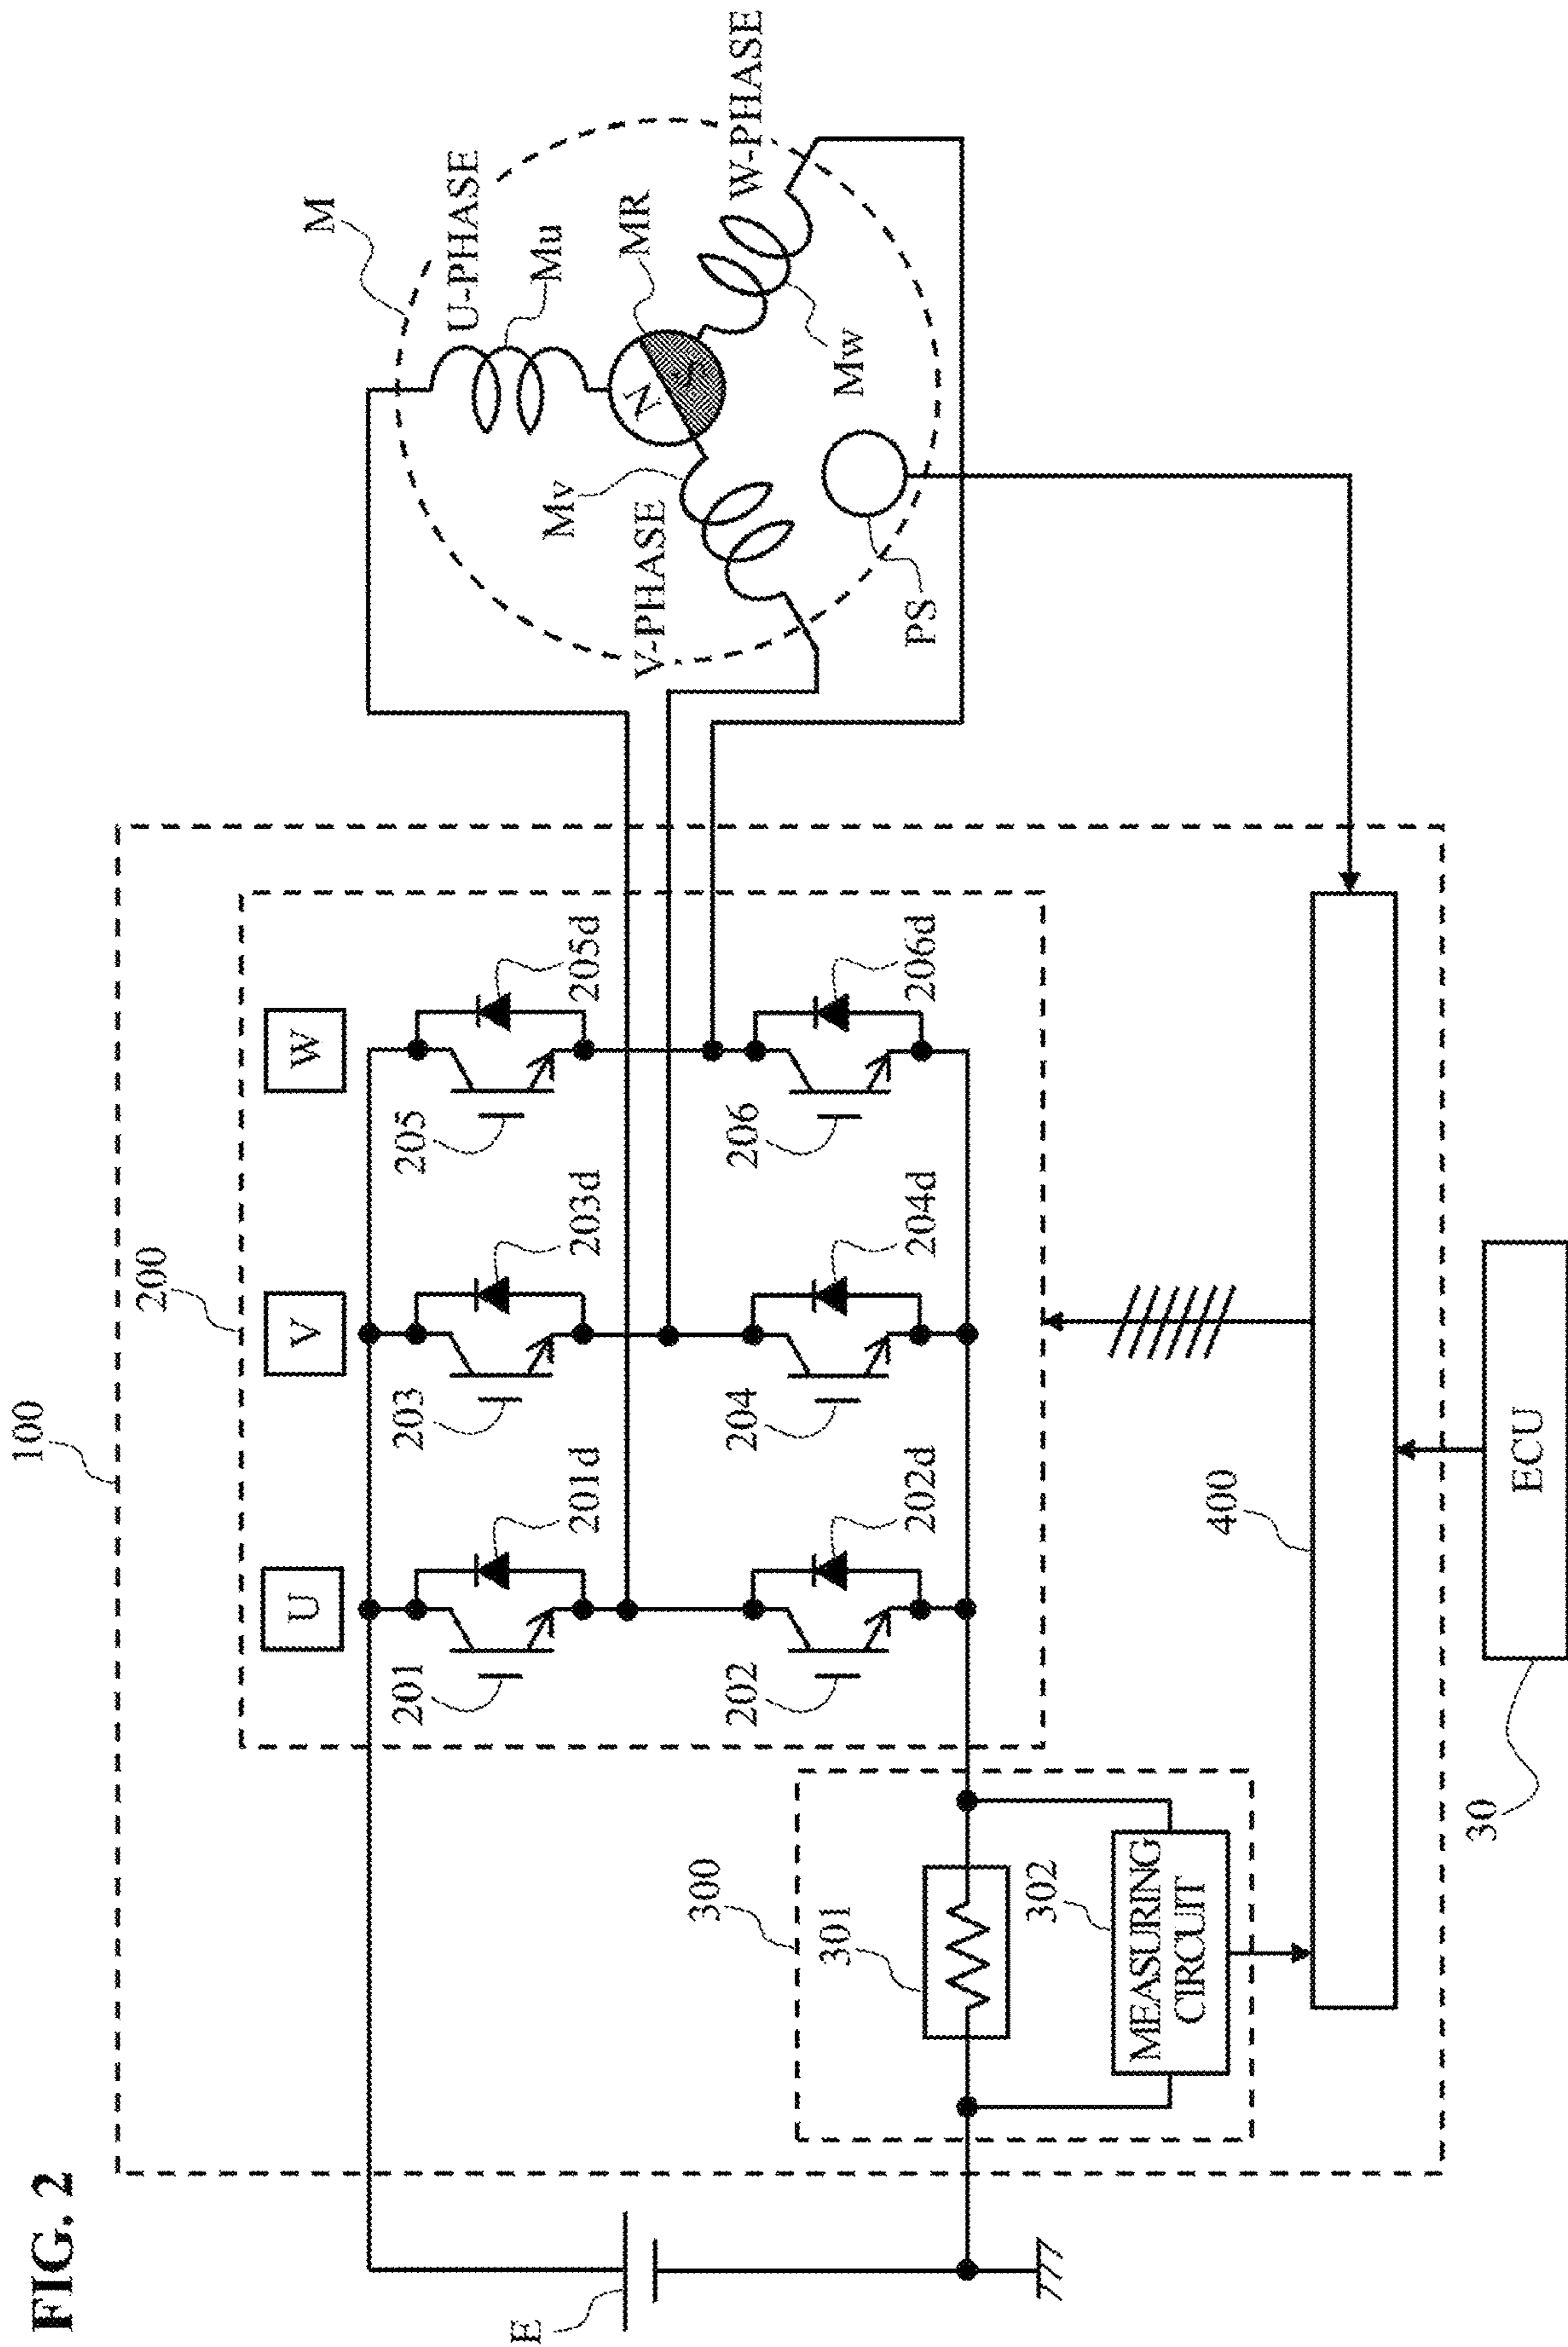 FIG. 2
100
200
U
V
W
201
201d
203
203d
205
205d
202
202d
204
204d
206
206d
300
301
302
MEASURING
CIRCUIT
400
30
ECU
E
M
U-PHASE
Mu
MR
N
S
V-PHASE
Mv
W-PHASE
Mw
PS